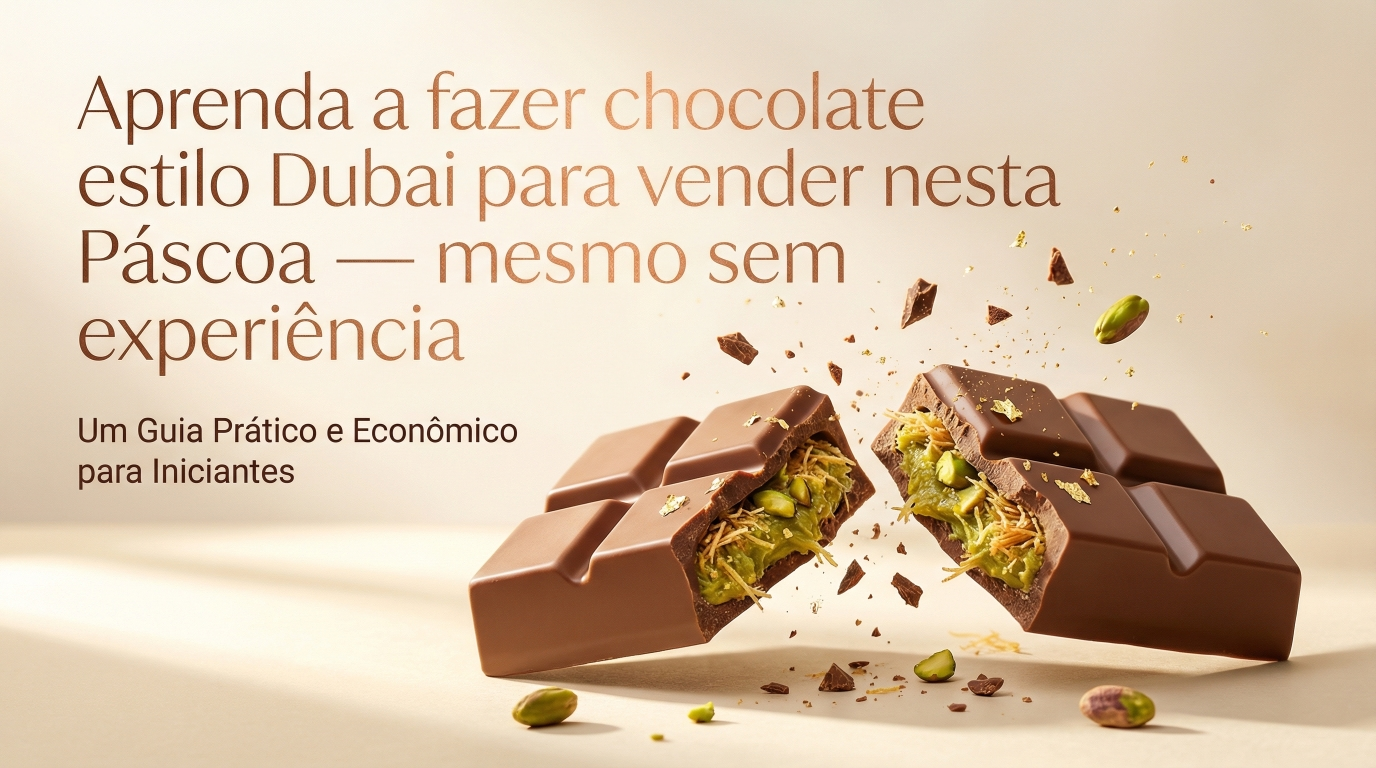 Aprenda a fazer chocolate
estilo Dubai para vender nesta
Páscoa — mesmo sem
experiência
Um Guia Prático e Econômico
para Iniciantes